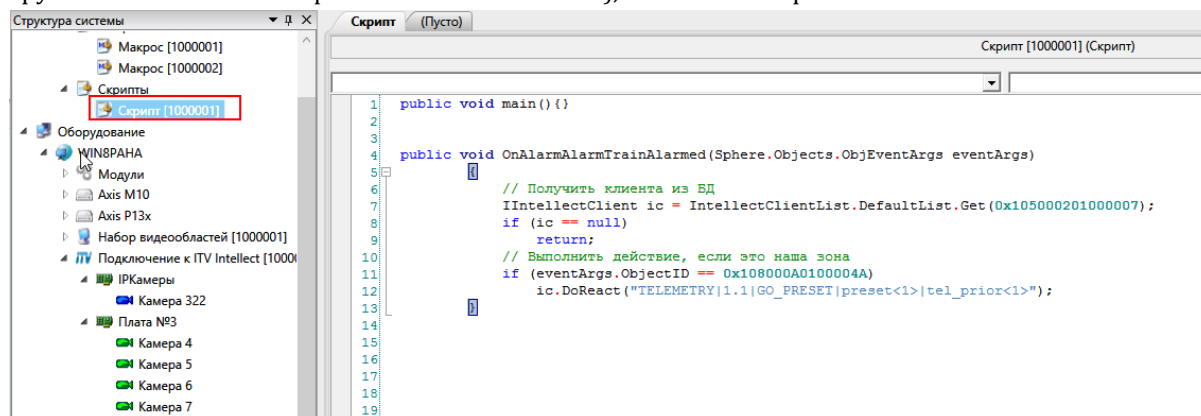 Структура системы
Макрос [1000001]
Макрос [1000002]
Скрипты
Скрипт [1000001]
Оборудование
WIN8PAHA
Модули
Axis M10
Axis P13x
Набор видеообластей [1000001]
Подключение к ITV Intellect [1000
IPКамеры
Камера 322
Плата №3
Камера 4
Камера 5
Камера 6
Камера 7
Скрипт (Пусто)
Скрипт [1000001] (Скрипт)
1 public void main(){}
2
3
4 public void OnAlarmAlarmTrainAlarmed(Sphere.Objects.ObjEventArgs eventArgs)
5 {
6 // Получить клиента из БД
7 IIntellectClient ic = IntellectClientList.DefaultList.Get(0x105000201000007);
8 if (ic == null)
9 return;
10 // Выполнить действие, если это наша зона
11 if (eventArgs.ObjectID == 0x108000A0100004A)
12 ic.DoReact("TELEMETRY|1.1|GO_PRESET|preset<1>|tel_prior<1>");
13 }
14
15
16
17
18
19